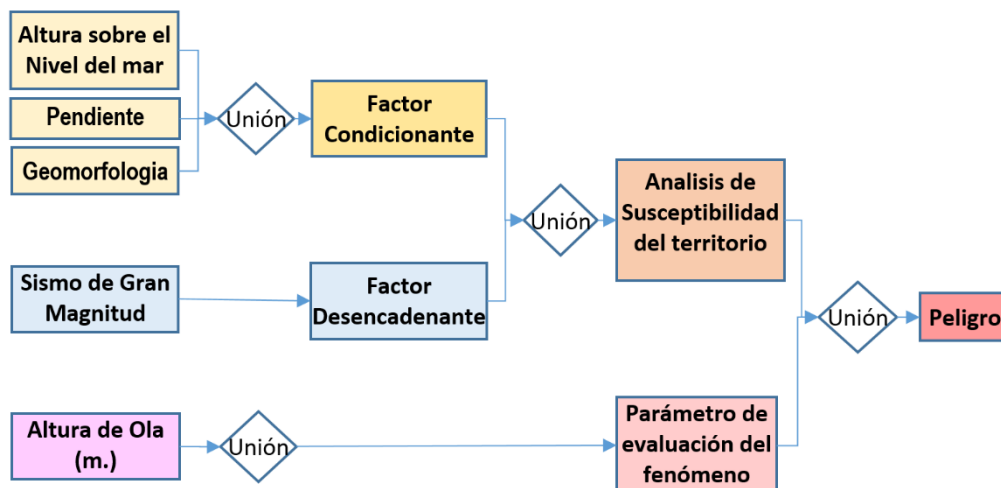 Altura sobre el
Nivel del mar
Pendiente
Geomorfologia
Unión
Factor
Condicionante
Sismo de Gran
Magnitud
Factor
Desencadenante
Unión
Analisis de
Susceptibilidad
del territorio
Altura de Ola
(m.)
Unión
Parámetro de
evaluación del
fenómeno
Unión
Peligro